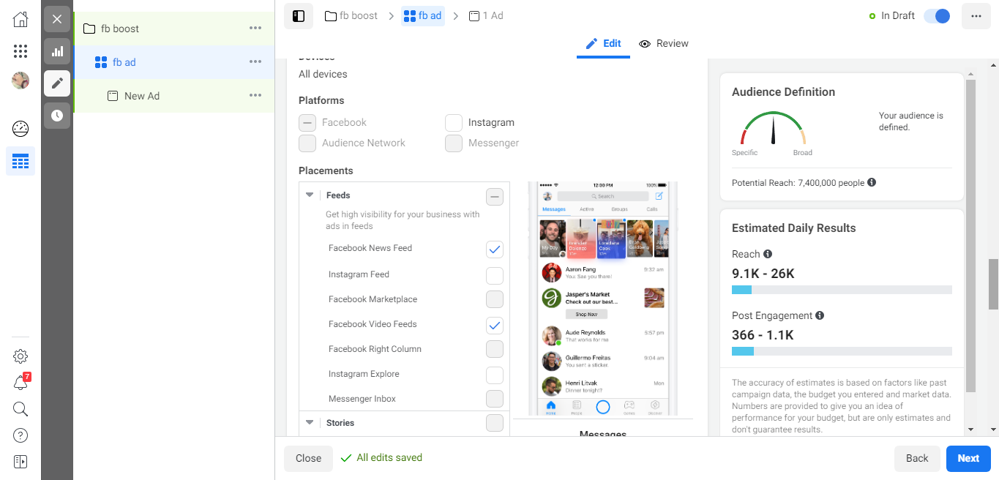 fb boost
fb ad
New Ad
fb boost
fb ad
1 Ad
In Draft
Edit
Review
Devices
All devices
Platforms
Facebook
Instagram
Audience Network
Messenger
Placements
Feeds
Get high visibility for your business with
ads in feeds
Facebook News Feed
Instagram Feed
Facebook Marketplace
Facebook Video Feeds
Facebook Right Column
Instagram Explore
Messenger Inbox
Stories
12:00 PM
100%
Search
Messages
Active
Groups
Calls
My Day
Brendan
Loredana
Cook
Brian
Goldberg
Aaron Fang
9:32 am
You: See you there!
Jasper's Market
Check out our best...
Shop Now
Aude Reynolds
5:57 pm
That works for me
Guillermo Freitas
9:04 am
You sent a sticker.
Henri Litvak
Mon
Dinner tonight?
Messages
Audience Definition
Specific
Broad
Your audience is
defined.
Potential Reach: 7,400,000 people
Estimated Daily Results
Reach
9.1K - 26K
Post Engagement
366 - 1.1K
The accuracy of estimates is based on factors like past
campaign data, the budget you entered and market data.
Numbers are provided to give you an idea of
performance for your budget, but are only estimates and
don't guarantee results.
7
Close
All edits saved
Back
Next